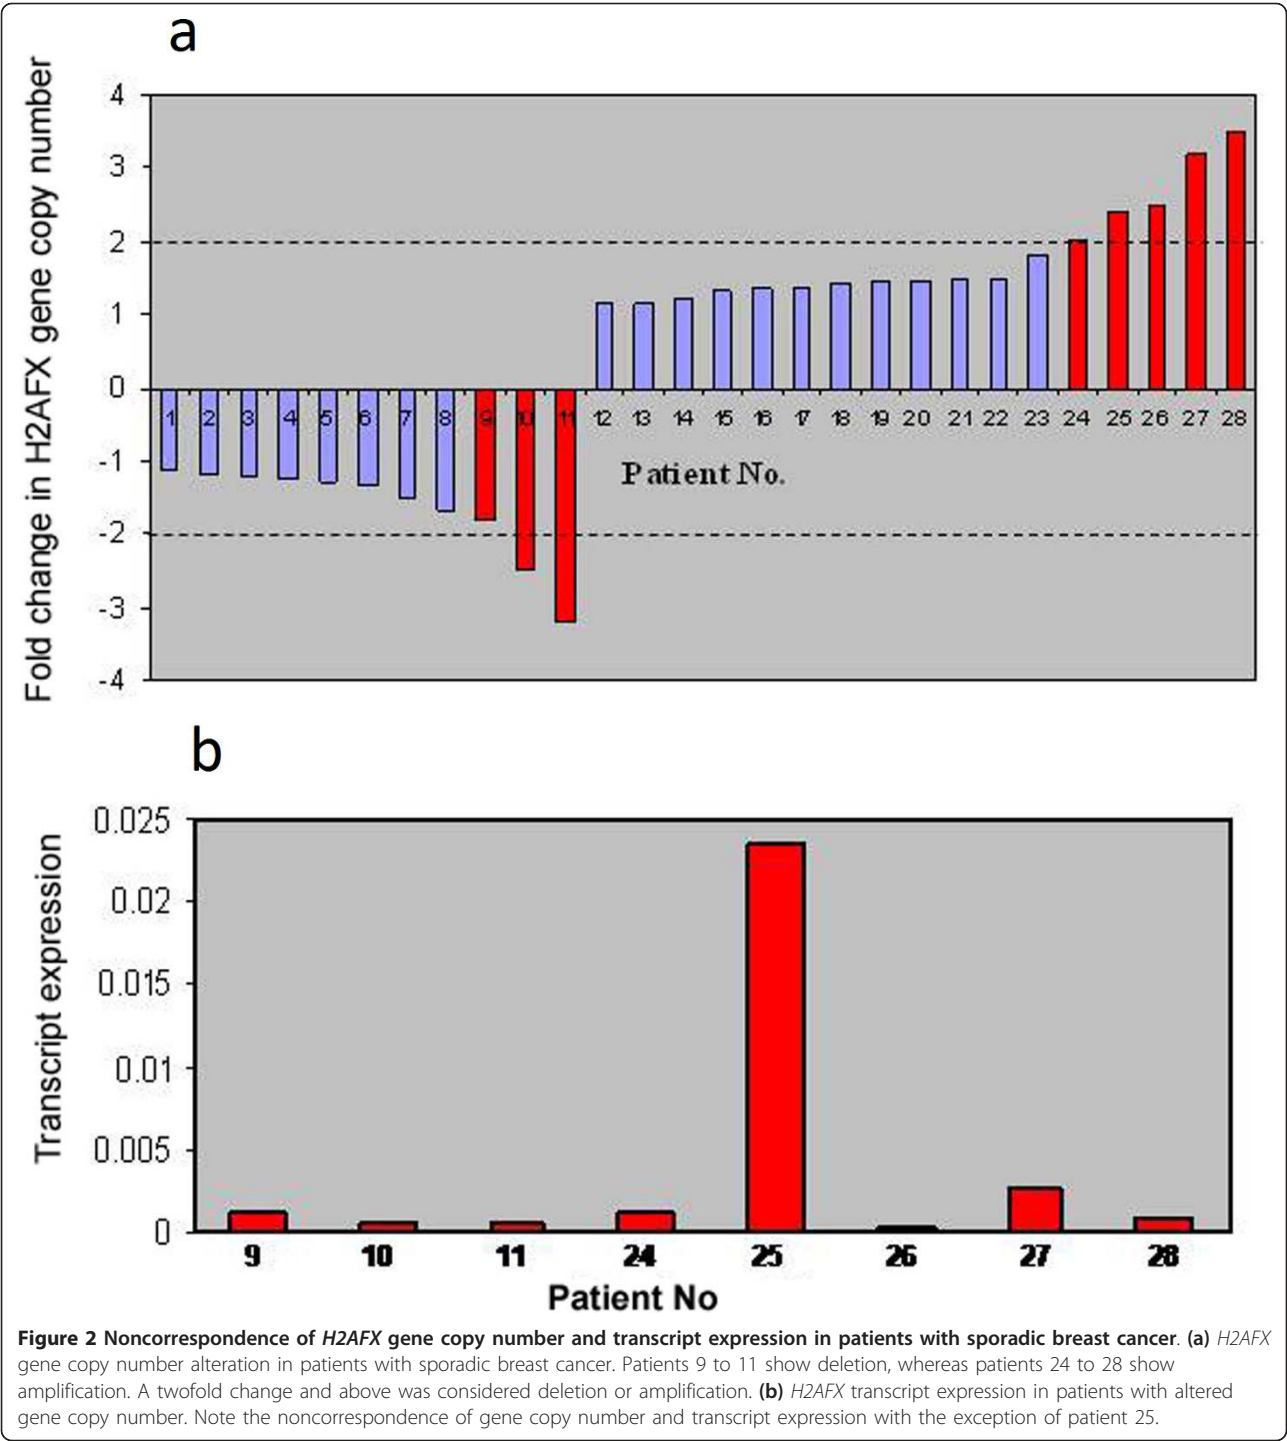 a
Fold change in H2AFX gene copy number
4
3
2
1
0
-1
-2
-3
-4
1 2 3 4 5 6 7 8 9 10 11 12 13 14 15 16 17 18 19 20 21 22 23 24 25 26 27 28
Patient No.
b
Transcript expression
0.025
0.02
0.015
0.01
0.005
0
9 10 11 24 25 26 27 28
Patient No
Figure 2 Noncorrespondence of H2AFX gene copy number and transcript expression in patients with sporadic breast cancer. (a) H2AFX
gene copy number alteration in patients with sporadic breast cancer. Patients 9 to 11 show deletion, whereas patients 24 to 28 show
amplification. A twofold change and above was considered deletion or amplification. (b) H2AFX transcript expression in patients with altered
gene copy number. Note the noncorrespondence of gene copy number and transcript expression with the exception of patient 25.